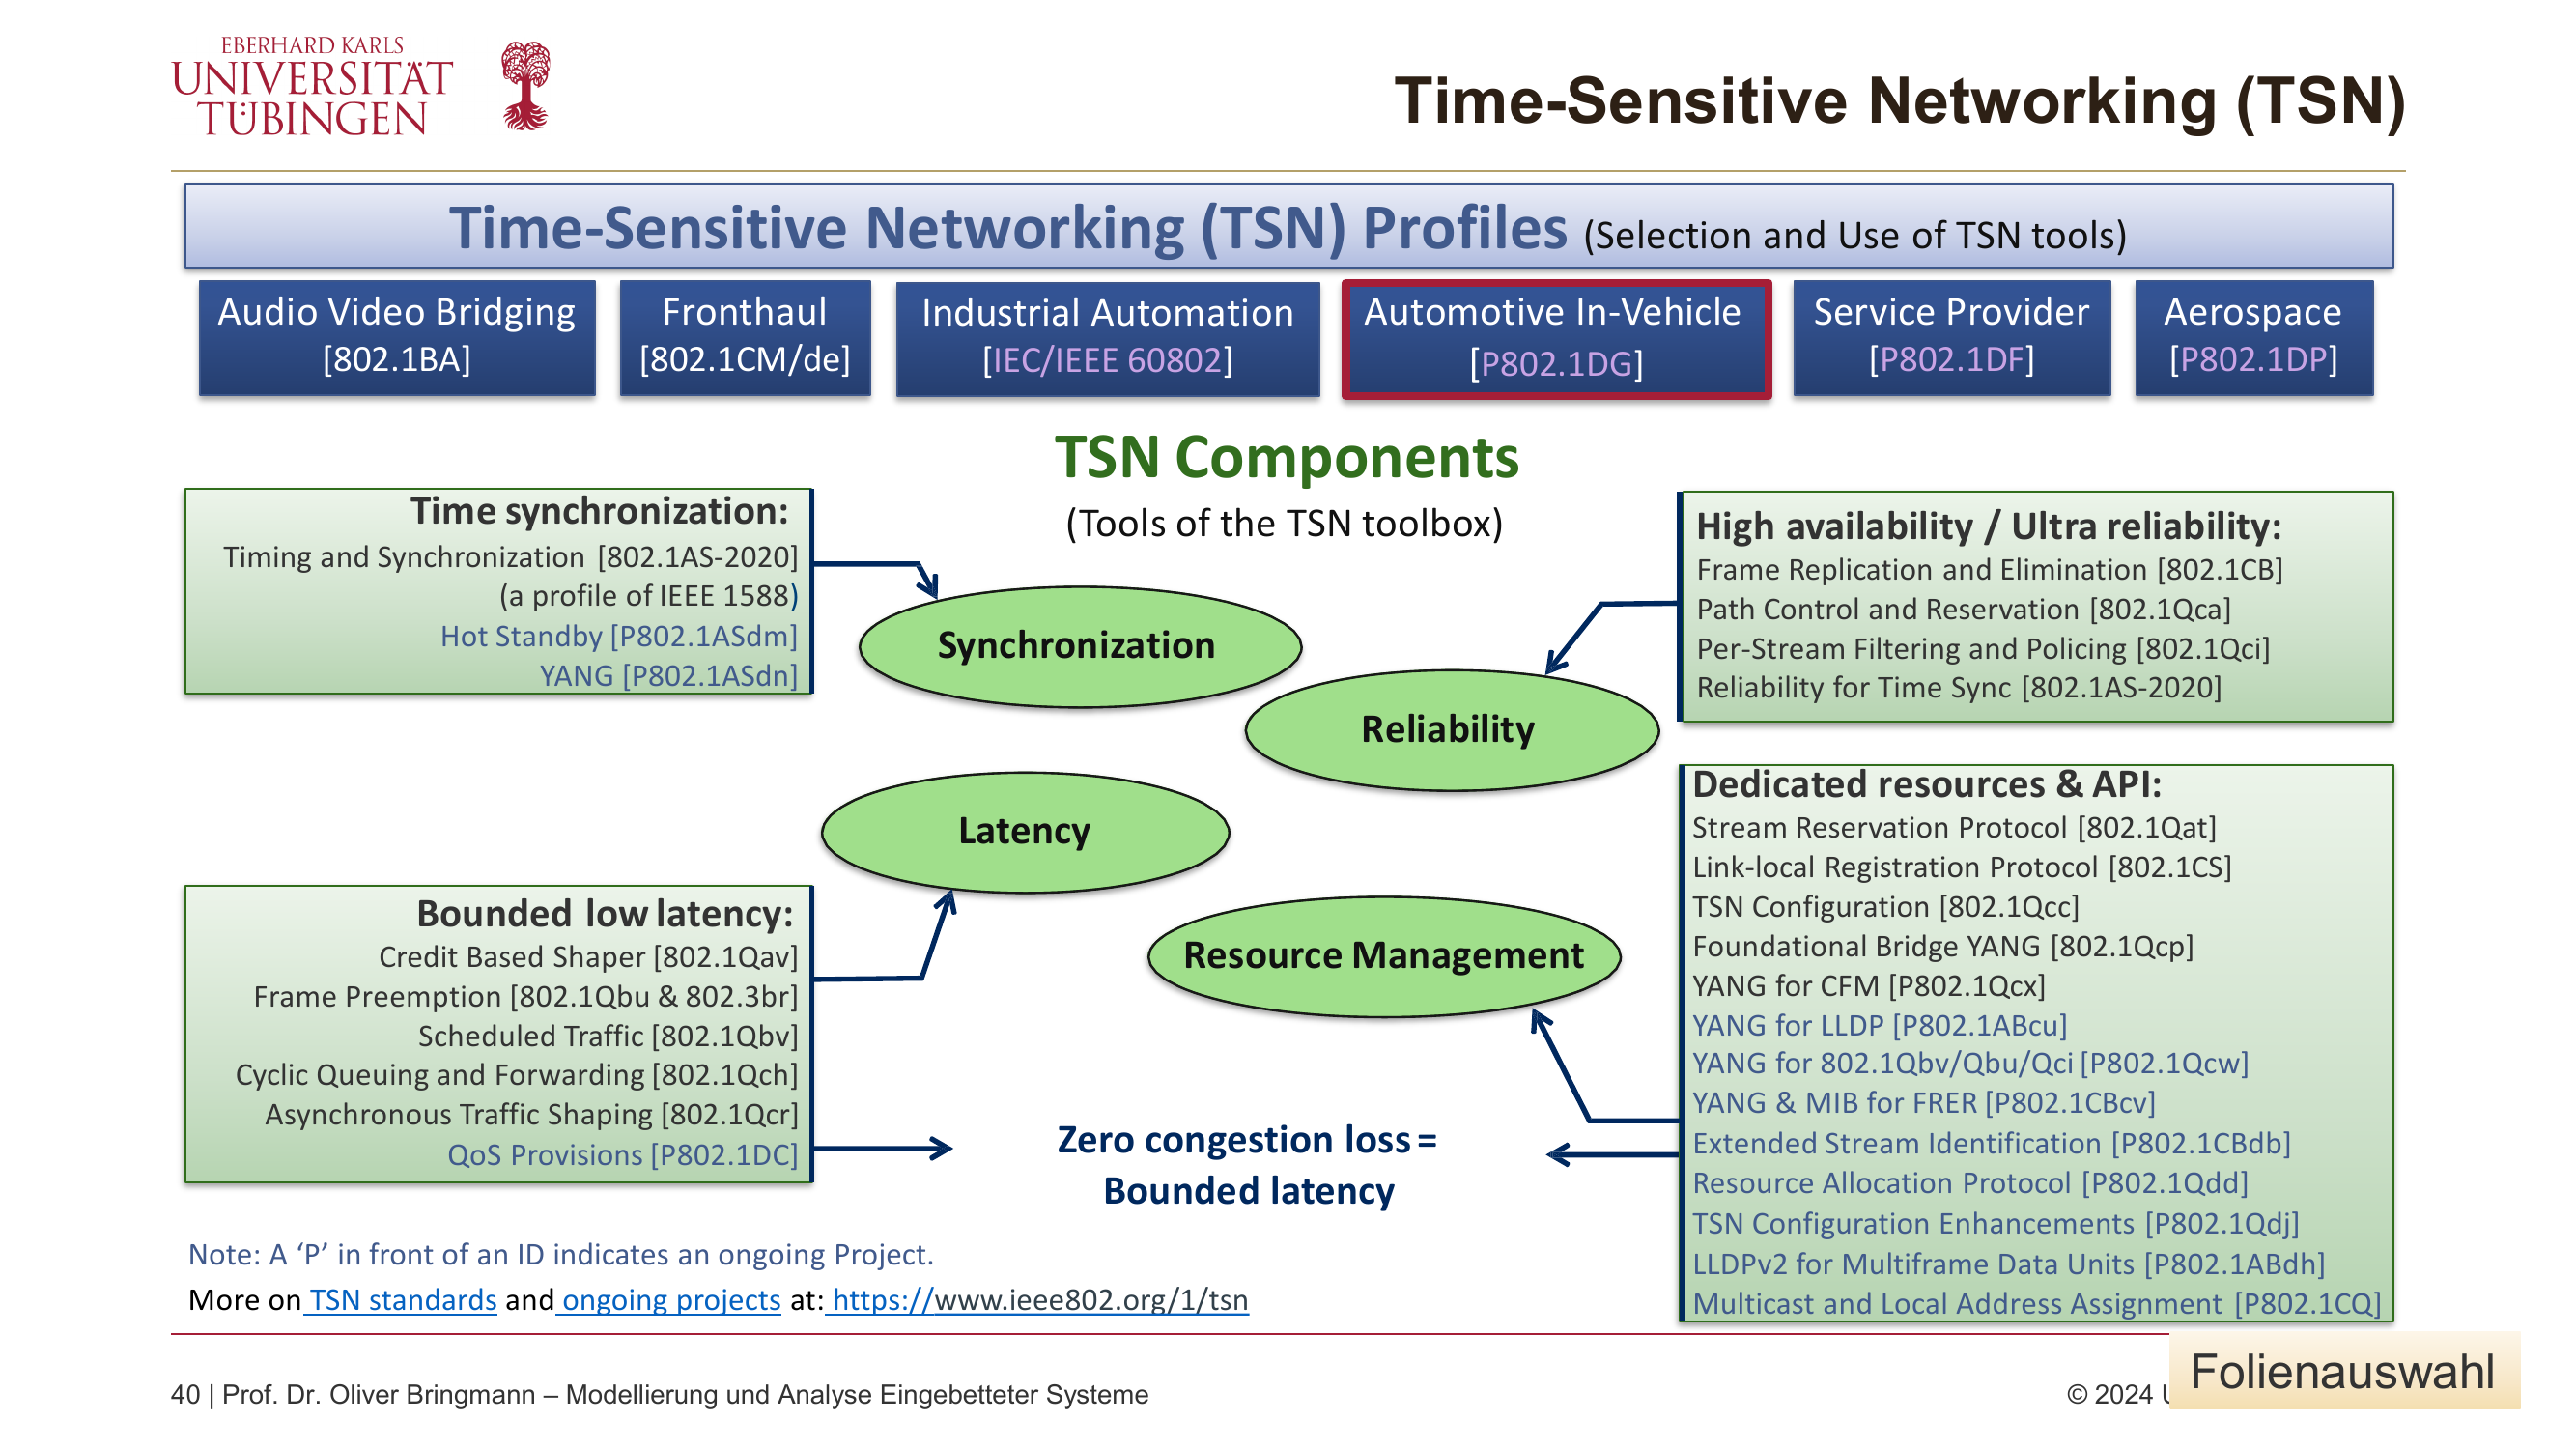 EBERHARD KARLS
UNIVERSITÄT
TÜBINGEN
Time-Sensitive Networking (TSN)
Time-Sensitive Networking (TSN) Profiles (Selection and Use of TSN tools)
Audio Video Bridging
[802.1BA]
Fronthaul
[802.1CM/de]
Industrial Automation
[IEC/IEEE 60802]
Automotive In-Vehicle
[P802.1DG]
Service Provider
[P802.1DF]
Aerospace
[P802.1DP]
TSN Components
(Tools of the TSN toolbox)
Time synchronization:
Timing and Synchronization [802.1AS-2020]
(a profile of IEEE 1588)
Hot Standby [P802.1ASdm]
YANG [P802.1ASdn]
High availability / Ultra reliability:
Frame Replication and Elimination [802.1CB]
Path Control and Reservation [802.1Qca]
Per-Stream Filtering and Policing [802.1Qci]
Reliability for Time Sync [802.1AS-2020]
Synchronization
Reliability
Latency
Resource Management
Bounded low latency:
Credit Based Shaper [802.1Qav]
Frame Preemption [802.1Qbu & 802.3br]
Scheduled Traffic [802.1Qbv]
Cyclic Queuing and Forwarding [802.1Qch]
Asynchronous Traffic Shaping [802.1Qcr]
QoS Provisions [P802.1DC]
Dedicated resources & API:
Stream Reservation Protocol [802.1Qat]
Link-local Registration Protocol [802.1CS]
TSN Configuration [802.1Qcc]
Foundational Bridge YANG [802.1Qcp]
YANG for CFM [P802.1Qcx]
YANG for LLDP [P802.1ABcu]
YANG for 802.1Qbv/Qbu/Qci [P802.1Qcw]
YANG & MIB for FRER [P802.1CBcv]
Extended Stream Identification [P802.1CBdb]
Resource Allocation Protocol [P802.1Qdd]
TSN Configuration Enhancements [P802.1Qdj]
LLDPv2 for Multiframe Data Units [P802.1ABdh]
Multicast and Local Address Assignment [P802.1CQ]
Zero congestion loss =
Bounded latency
Note: A ‘P’ in front of an ID indicates an ongoing Project.
More on TSN standards and ongoing projects at: https://www.ieee802.org/1/tsn
40 | Prof. Dr. Oliver Bringmann – Modellierung und Analyse Eingebetteter Systeme
© 2024
Folienauswahl